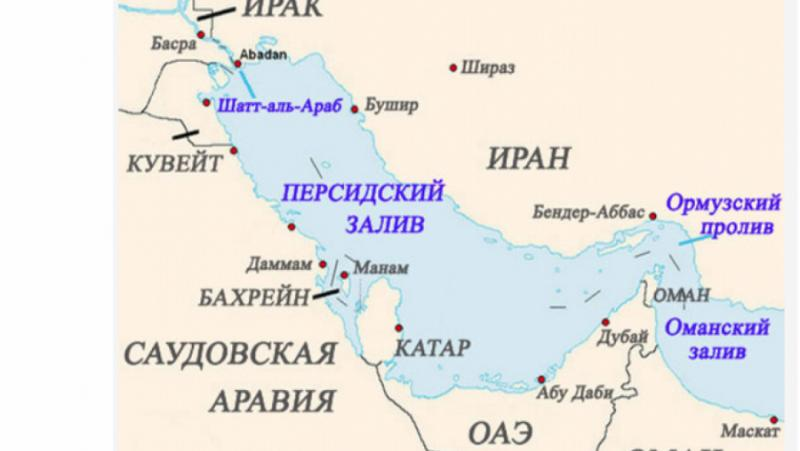 ИРАК
Басра
Abadan
Шираз
Шатт-аль-Араб
Бушир
КУВЕЙТ
ИРАН
ПЕРСИДСКИЙ
ЗАЛИВ
Ормузский
пролив
Бендер-Аббас
Даммам
Манам
БАХРЕЙН
ОМАН
Оманский
залив
Дубай
КАТАР
САУДОВСКАЯ
АРАВИЯ
Абу Даби
ОАЭ
Маскат
ОМАН